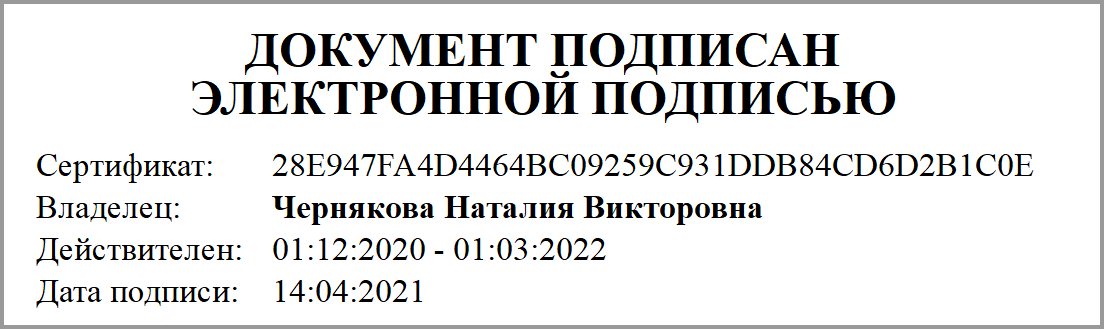 ДОКУМЕНТ ПОДПИСАН
ЭЛЕКТРОННОЙ ПОДПИСЬЮ
Сертификат: 28E947FA4D4464BC09259C931DDB84CD6D2B1C0E
Владелец: Чернякова Наталия Викторовна
Действителен: 01:12:2020 - 01:03:2022
Дата подписи: 14:04:2021